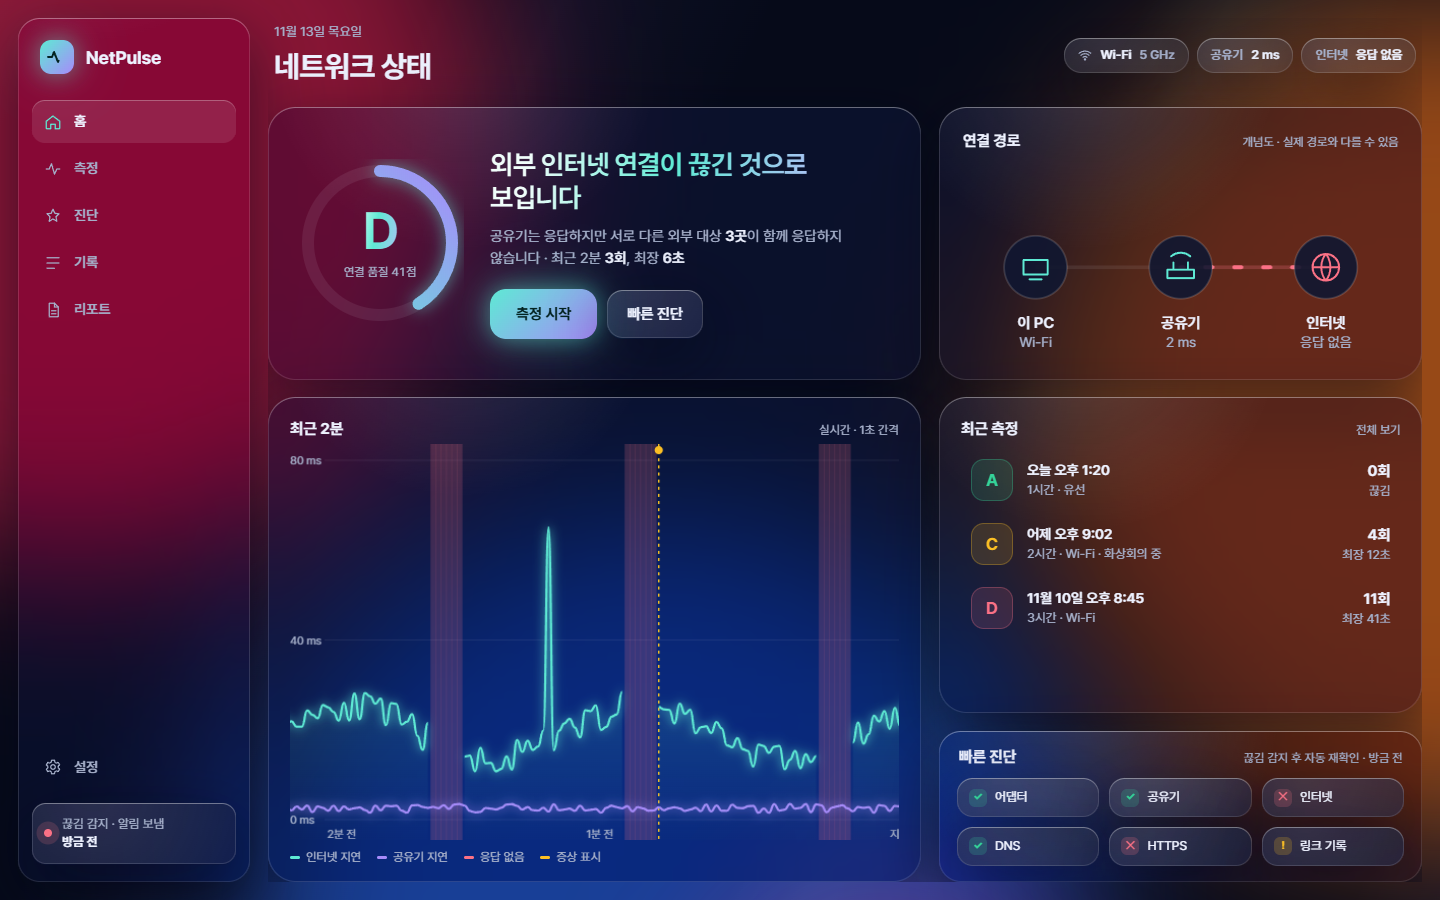 NetPulse
홈
측정
진단
기록
리포트
설정
끊김 감지 · 알림 보냄
방금 전
11월 13일 목요일
네트워크 상태
Wi-Fi 5 GHz
공유기 2 ms
인터넷 응답 없음
D
연결 품질 41점
외부 인터넷 연결이 끊긴 것으로
보입니다
공유기는 응답하지만 서로 다른 외부 대상 3곳이 함께 응답하지
않습니다 · 최근 2분 3회, 최장 6초
측정 시작
빠른 진단
연결 경로
개념도 · 실제 경로와 다를 수 있음
이 PC
Wi-Fi
공유기
2 ms
인터넷
응답 없음
최근 2분
실시간 · 1초 간격
80 ms
40 ms
0 ms
2분 전
1분 전
지
인터넷 지연
공유기 지연
응답 없음
증상 표시
최근 측정
전체 보기
A
오늘 오후 1:20
1시간 · 유선
0회
끊김
C
어제 오후 9:02
2시간 · Wi-Fi · 화상회의 중
4회
최장 12초
D
11월 10일 오후 8:45
3시간 · Wi-Fi
11회
최장 41초
빠른 진단
끊김 감지 후 자동 재확인 · 방금 전
어댑터
공유기
인터넷
DNS
HTTPS
링크 기록